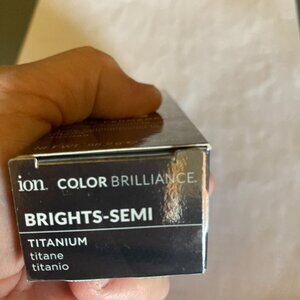 ion. COLOR BRILLIANCE.
BRIGHTS-SEMI
TITANIUM
titane
titanio